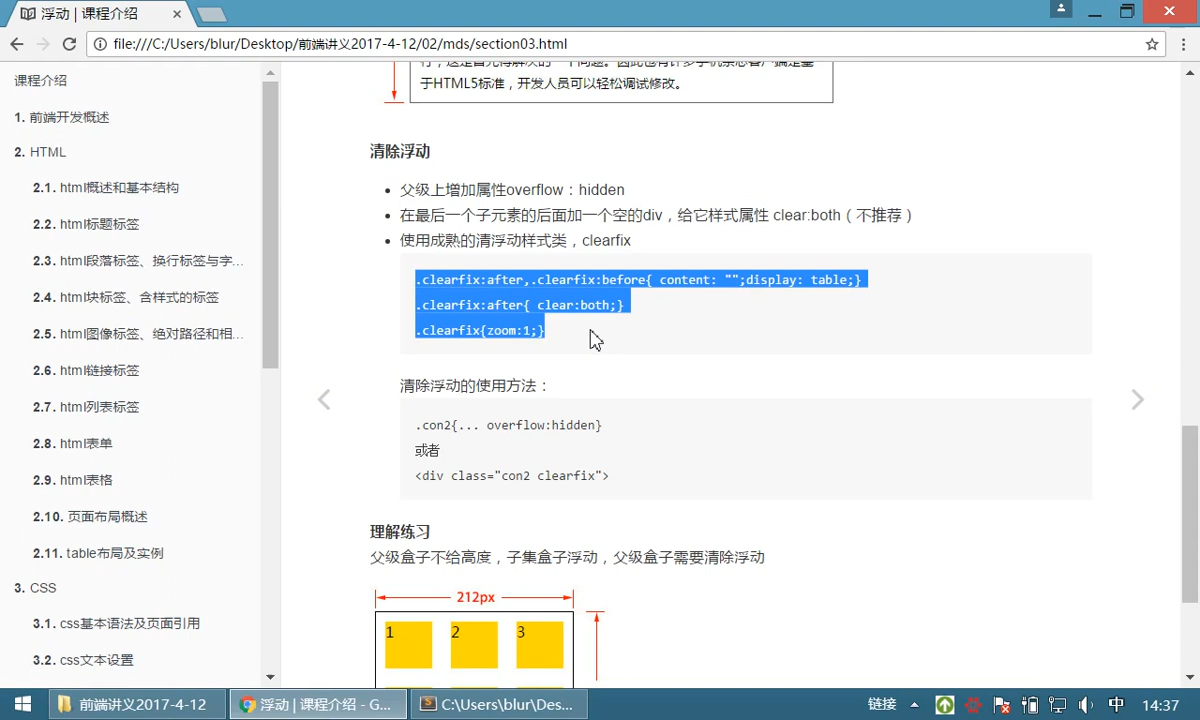 浮动 | 课程介绍
file:///C:/Users/blur/Desktop/前端讲义2017-4-12/02/mds/section03.html
课程介绍
1. 前端开发概述
2. HTML
2.1. html概述和基本结构
2.2. html标题标签
2.3. html段落标签、换行标签与字...
2.4. html块标签、含样式的标签
2.5. html图像标签、绝对路径和相...
2.6. html链接标签
2.7. html列表标签
2.8. html表单
2.9. html表格
2.10. 页面布局概述
2.11. table布局及实例
3. CSS
3.1. css基本语法及页面引用
3.2. css文本设置
于HTML5标准，开发人员可以轻松调试修改。
清除浮动
• 父级上增加属性overflow：hidden
• 在最后一个子元素的后面加一个空的div，给它样式属性 clear:both（不推荐）
• 使用成熟的清浮动样式类，clearfix
.clearfix:after,.clearfix:before{ content: "";display: table;}
.clearfix:after{ clear:both;}
.clearfix{zoom:1;}
清除浮动的使用方法：
.con2{... overflow:hidden}
或者
<div class="con2 clearfix">
理解练习
父级盒子不给高度，子集盒子浮动，父级盒子需要清除浮动
212px
1 2 3
前端讲义2017-4-12
浮动 | 课程介绍 - G...
C:\Users\blur\Des...
链接
中
14:37